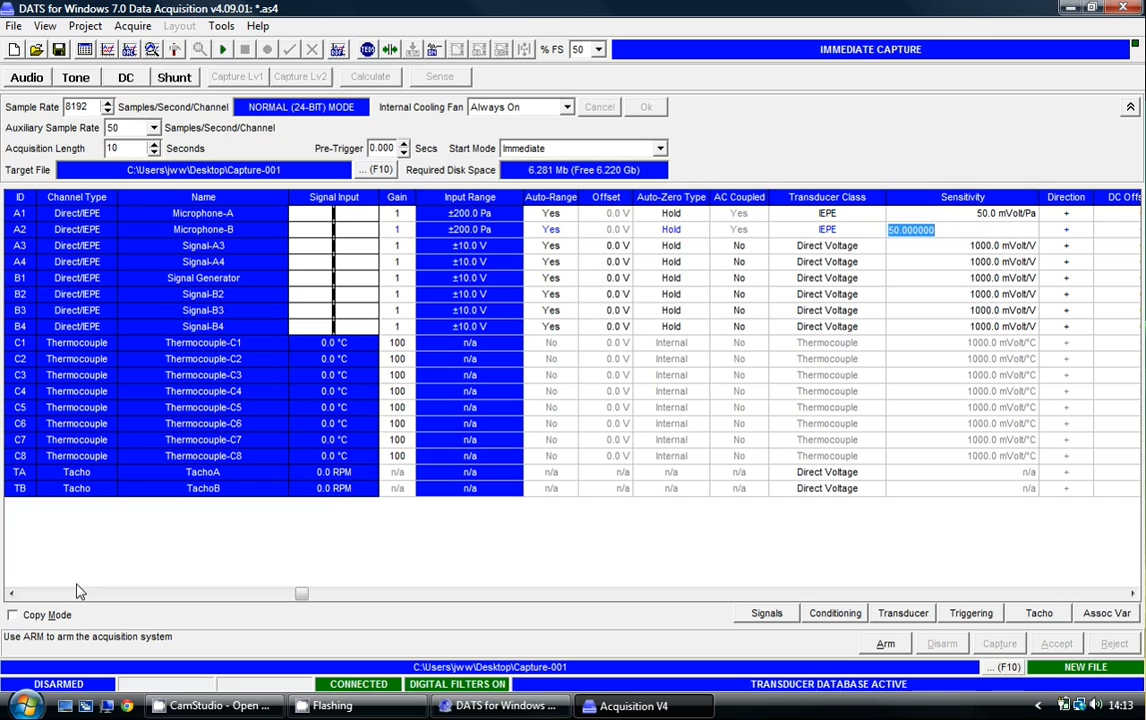 DATS for Windows 7.0 Data Acquisition v4.09.01: *.as4
File View Project Acquire Layout Tools Help
% FS 50 IMMEDIATE CAPTURE
Audio Tone DC Shunt Capture Lv1 Capture Lv2 Calculate Sense
Sample Rate 8192 Samples/Second/Channel NORMAL (24-BIT) MODE Internal Cooling Fan Always On Cancel Ok
Auxiliary Sample Rate 50 Samples/Second/Channel
Acquisition Length 10 Seconds Pre-Trigger 0.000 Secs Start Mode Immediate
Target File C:\Users\jww\Desktop\Capture-001 ... (F10) Required Disk Space 6.281 Mb (Free 6.220 Gb)
ID Channel Type Name Signal Input Gain Input Range Auto-Range Offset Auto-Zero Type AC Coupled Transducer Class Sensitivity Direction DC Offs
A1 Direct/IEPE Microphone-A 1 ±200.0 Pa Yes 0.0 V Hold Yes IEPE 50.0 mVolt/Pa +
A2 Direct/IEPE Microphone-B 1 ±200.0 Pa Yes 0.0 V Hold Yes IEPE 50.000000 +
A3 Direct/IEPE Signal-A3 1 ±10.0 V Yes 0.0 V Hold No Direct Voltage 1000.0 mVolt/V +
A4 Direct/IEPE Signal-A4 1 ±10.0 V Yes 0.0 V Hold No Direct Voltage 1000.0 mVolt/V +
B1 Direct/IEPE Signal Generator 1 ±10.0 V Yes 0.0 V Hold No Direct Voltage 1000.0 mVolt/V +
B2 Direct/IEPE Signal-B2 1 ±10.0 V Yes 0.0 V Hold No Direct Voltage 1000.0 mVolt/V +
B3 Direct/IEPE Signal-B3 1 ±10.0 V Yes 0.0 V Hold No Direct Voltage 1000.0 mVolt/V +
B4 Direct/IEPE Signal-B4 1 ±10.0 V Yes 0.0 V Hold No Direct Voltage 1000.0 mVolt/V +
C1 Thermocouple Thermocouple-C1 0.0 °C 100 n/a No 0.0 V Internal No Thermocouple 1000.0 mVolt/°C +
C2 Thermocouple Thermocouple-C2 0.0 °C 100 n/a No 0.0 V Internal No Thermocouple 1000.0 mVolt/°C +
C3 Thermocouple Thermocouple-C3 0.0 °C 100 n/a No 0.0 V Internal No Thermocouple 1000.0 mVolt/°C +
C4 Thermocouple Thermocouple-C4 0.0 °C 100 n/a No 0.0 V Internal No Thermocouple 1000.0 mVolt/°C +
C5 Thermocouple Thermocouple-C5 0.0 °C 100 n/a No 0.0 V Internal No Thermocouple 1000.0 mVolt/°C +
C6 Thermocouple Thermocouple-C6 0.0 °C 100 n/a No 0.0 V Internal No Thermocouple 1000.0 mVolt/°C +
C7 Thermocouple Thermocouple-C7 0.0 °C 100 n/a No 0.0 V Internal No Thermocouple 1000.0 mVolt/°C +
C8 Thermocouple Thermocouple-C8 0.0 °C 100 n/a No 0.0 V Internal No Thermocouple 1000.0 mVolt/°C +
TA Tacho TachoA 0.0 RPM n/a n/a n/a n/a n/a n/a Direct Voltage n/a +
TB Tacho TachoB 0.0 RPM n/a n/a n/a n/a n/a n/a Direct Voltage n/a +
Copy Mode Signals Conditioning Transducer Triggering Tacho Assoc Var
Use ARM to arm the acquisition system Arm Disarm Capture Accept Reject
C:\Users\jww\Desktop\Capture-001 ... (F10) NEW FILE
DISARMED CONNECTED DIGITAL FILTERS ON TRANSDUCER DATABASE ACTIVE
CamStudio - Open ... Flashing DATS for Windows ... Acquisition V4 14:13